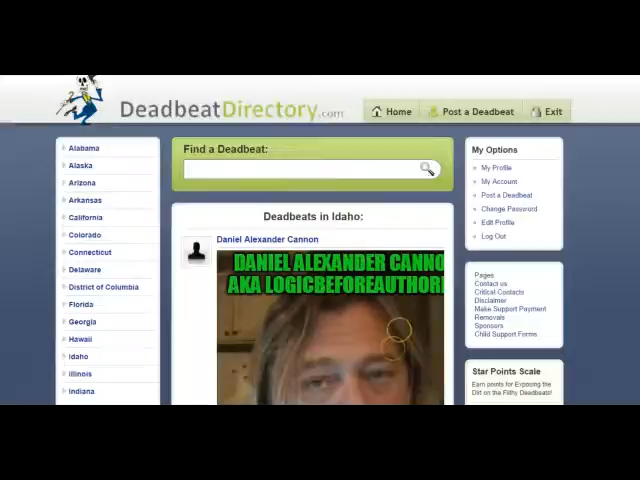 DeadbeatDirectory.com
Home
Post a Deadbeat
Exit
Alabama
Alaska
Arizona
Arkansas
California
Colorado
Connecticut
Delaware
District of Columbia
Florida
Georgia
Hawaii
Idaho
Illinois
Indiana
Find a Deadbeat:
Deadbeats in Idaho:
Daniel Alexander Cannon
DANIEL ALEXANDER CANNO
AKA LOGICBEFOREAUTHOR
My Options
My Profile
My Account
Post a Deadbeat
Change Password
Edit Profile
Log Out
Pages
Contact us
Critical Contacts
Disclaimer
Make Support Payment
Removals
Sponsors
Child Support Forms
Star Points Scale
Earn points for Exposing the
Dirt on the Filthy Deadbeats!